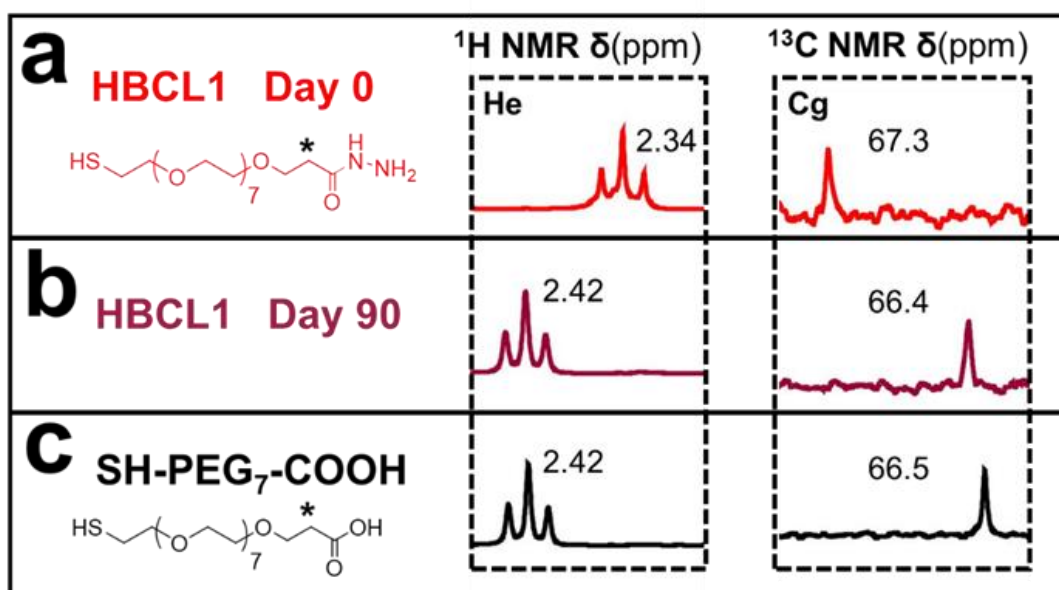 ¹H NMR δ(ppm)
¹³C NMR δ(ppm)
a
HBCL1 Day 0
HS
O
7
O
*
O
H
N
N
NH₂
He
2.34
Cg
67.3
b
HBCL1 Day 90
2.42
66.4
c
SH-PEG₇-COOH
HS
O
7
O
*
O
OH
2.42
66.5